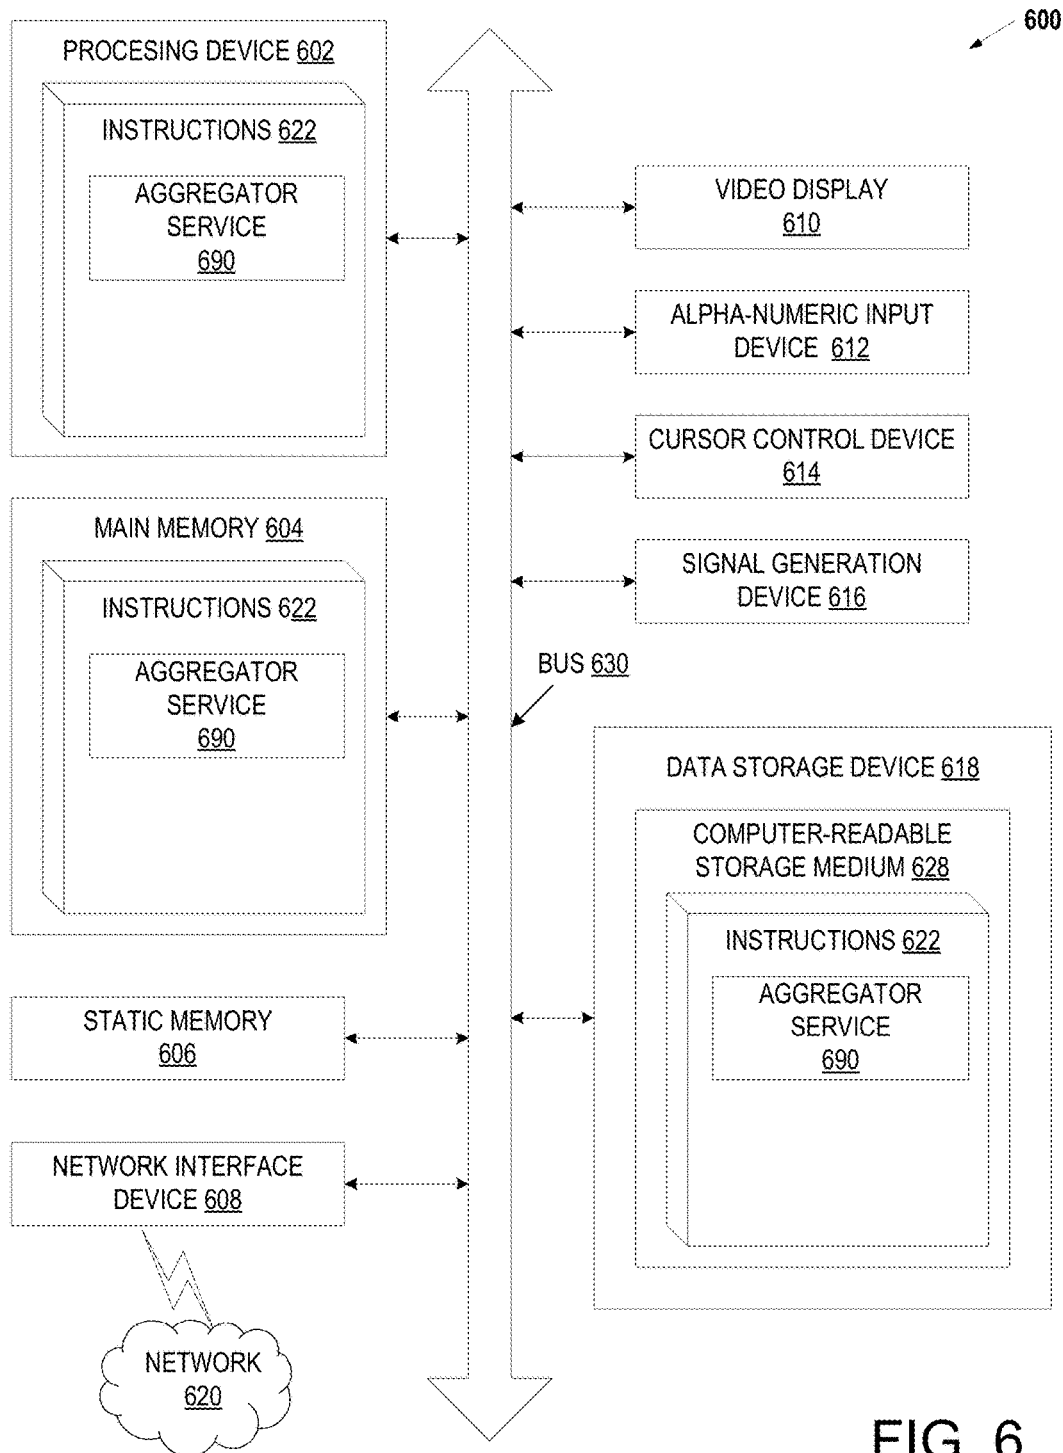 600
PROCESING DEVICE 602
INSTRUCTIONS 622
AGGREGATOR
SERVICE
690
MAIN MEMORY 604
INSTRUCTIONS 622
AGGREGATOR
SERVICE
690
STATIC MEMORY
606
NETWORK INTERFACE
DEVICE 608
NETWORK
620
VIDEO DISPLAY
610
ALPHA-NUMERIC INPUT
DEVICE 612
CURSOR CONTROL DEVICE
614
SIGNAL GENERATION
DEVICE 616
BUS 630
DATA STORAGE DEVICE 618
COMPUTER-READABLE
STORAGE MEDIUM 628
INSTRUCTIONS 622
AGGREGATOR
SERVICE
690
FIG. 6